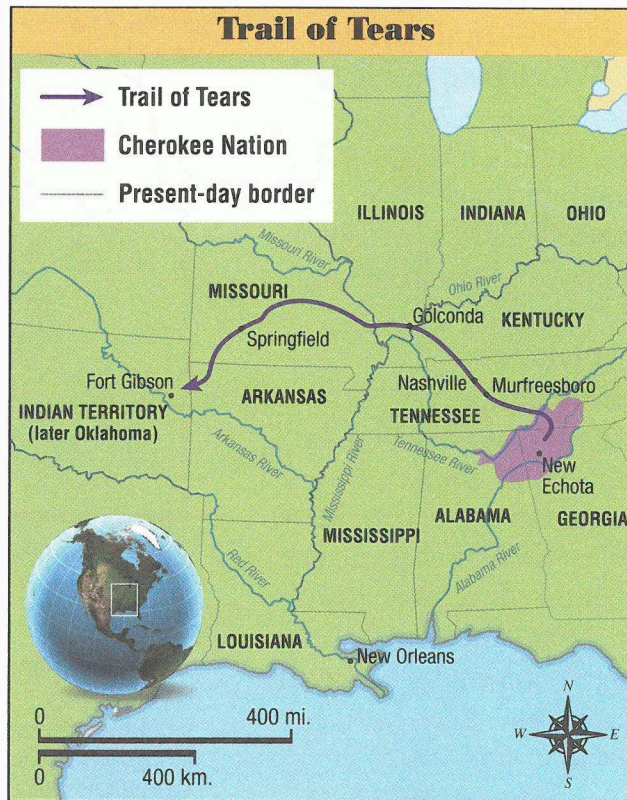 Trail of Tears
Trail of Tears
Cherokee Nation
Present-day border
ILLINOIS
INDIANA
OHIO
Missouri River
Ohio River
MISSOURI
Golconda
KENTUCKY
Springfield
Fort Gibson
Nashville
Murfreesboro
ARKANSAS
INDIAN TERRITORY
(later Oklahoma)
TENNESSEE
Arkansas River
Mississippi River
Tennessee River
New
Echota
ALABAMA
GEORGIA
MISSISSIPPI
Red River
Alabama River
LOUISIANA
New Orleans
0 400 mi.
0 400 km.
N
W E
S